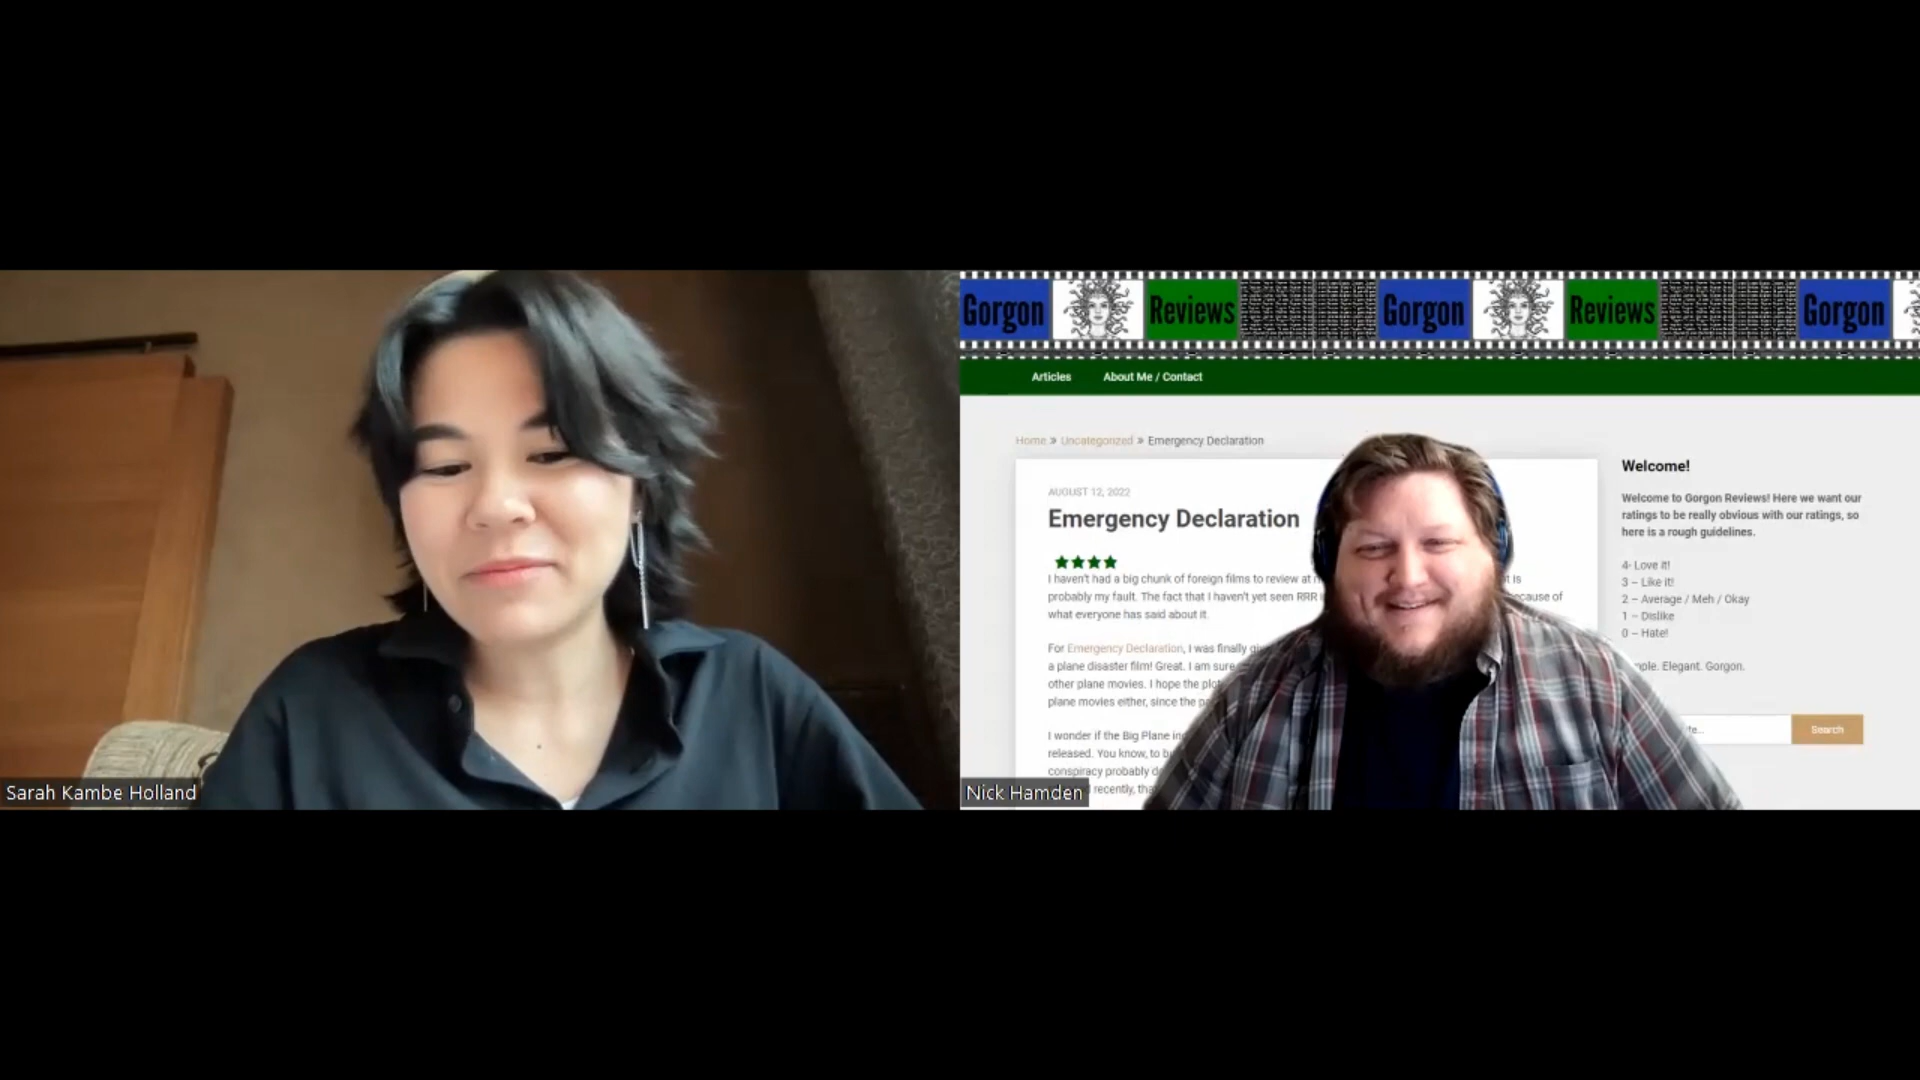 Gorgon Reviews Gorgon Reviews Gorgon
Articles About Me / Contact
Home » Uncategorized » Emergency Declaration
AUGUST 12, 2022
Emergency Declaration
I haven't had a big chunk of foreign films to review at
t is
probably my fault. The fact that I haven't yet seen RRR
ecause of
what everyone has said about it.
For Emergency Declaration, I was finally
a plane disaster film! Great. I am sure
other plane movies. I hope the
plane movies either, since the
I wonder if the Big Plane
released. You know, to
conspiracy probably
recently,
Welcome!
Welcome to Gorgon Reviews! Here we want our
ratings to be really obvious with our ratings, so
here is a rough guidelines.
4- Love it!
3 – Like it!
2 – Average / Meh / Okay
1 – Dislike
0 – Hate!
Elegant. Gorgon.
Search
Sarah Kambe Holland
Nick Hamden